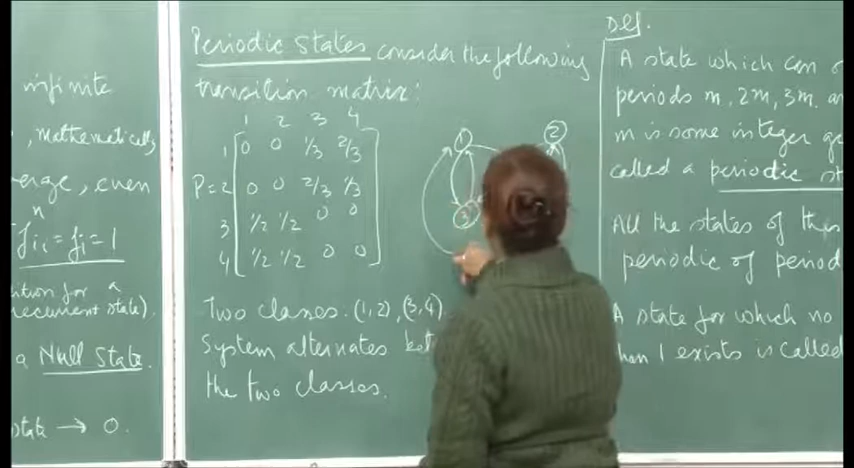 infinite
, mathematically
erge, even
n
fii = fi = 1
ition for a
recurrent state).
a Null State
state → 0.
Periodic States consider the following
transition matrix:
1 2 3 4
1 0 0 1/3 2/3
P = 2 0 0 2/3 1/3
3 1/2 1/2 0 0
4 1/2 1/2 0 0
1 2
3
Two classes. (1,2), (3,4)
System alternates bet
the two classes.
Def.
A state which can
periods m, 2m, 3m.
m is some integer
called a periodic
All the states of this
periodic of period
A state for which no
han 1 exists is called